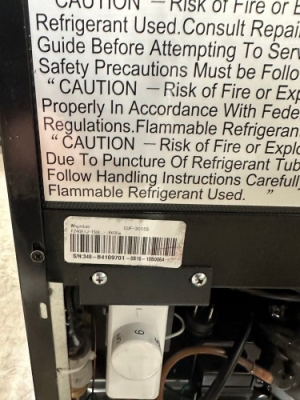 "CAUTION — Risk of Fire or E
Refrigerant Used.Consult Repai
Guide Before Attempting To Serv
Safety Precautions Must be Follo
" CAUTION — Risk of Fire or Exp
Properly In Accordance With Fede
Regulations.Flammable Refrigeran
" CAUTION — Risk of Fire or Explo
Due To Puncture Of Refrigerant Tub
Follow Handling Instructions Carefull
Flammable Refrigerant Used. "
6